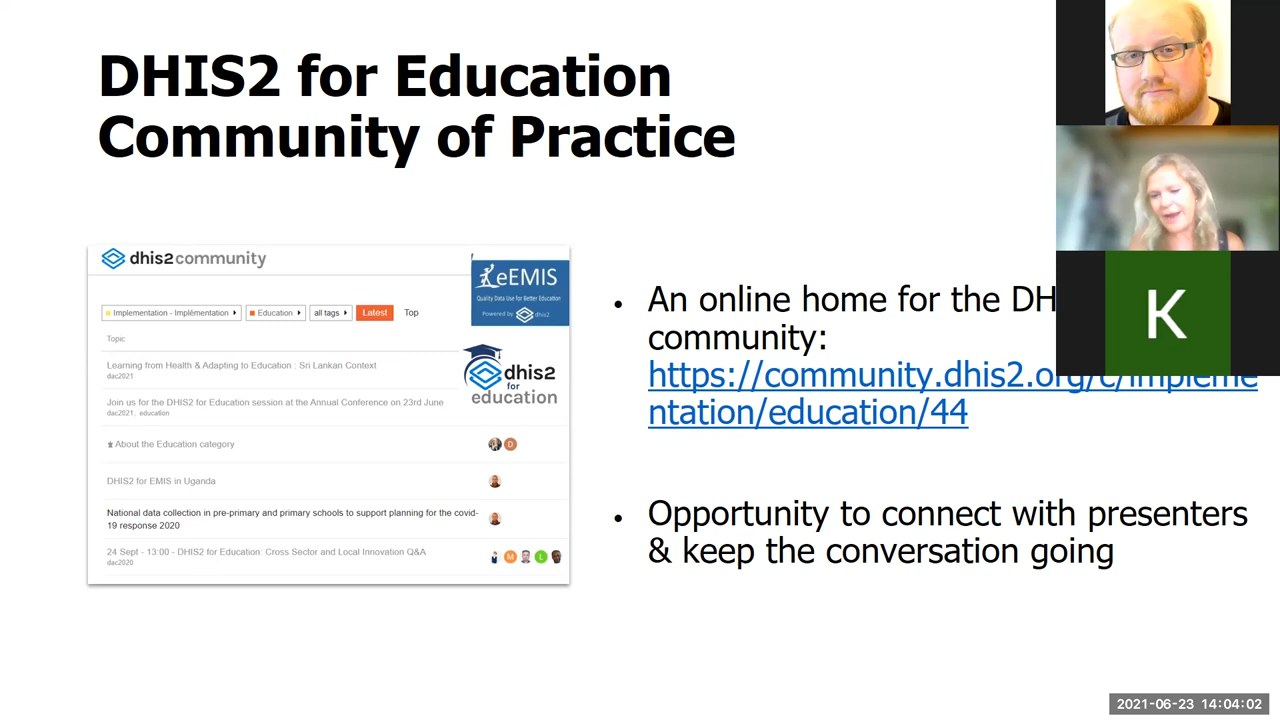 DHIS2 for Education
Community of Practice
dhis2 community
eEMIS
Quality Data Use for Better Education
Powered by dhis2
Implementation - Implémentation
Education
all tags
Latest
Top
Topic
Learning from Health & Adapting to Education : Sri Lankan Context
dac2021
Join us for the DHIS2 for Education session at the Annual Conference on 23rd June
dac2021, education
dhis2
for
education
About the Education category
D
DHIS2 for EMIS in Uganda
National data collection in pre-primary and primary schools to support planning for the covid-
19 response 2020
24 Sept - 13:00 - DHIS2 for Education: Cross Sector and Local Innovation Q&A
dac2020
M
L
• An online home for the DH
community:
https://community.dhis2.org/c/impleme
ntation/education/44
• Opportunity to connect with presenters
& keep the conversation going
K
2021-06-23 14:04:02